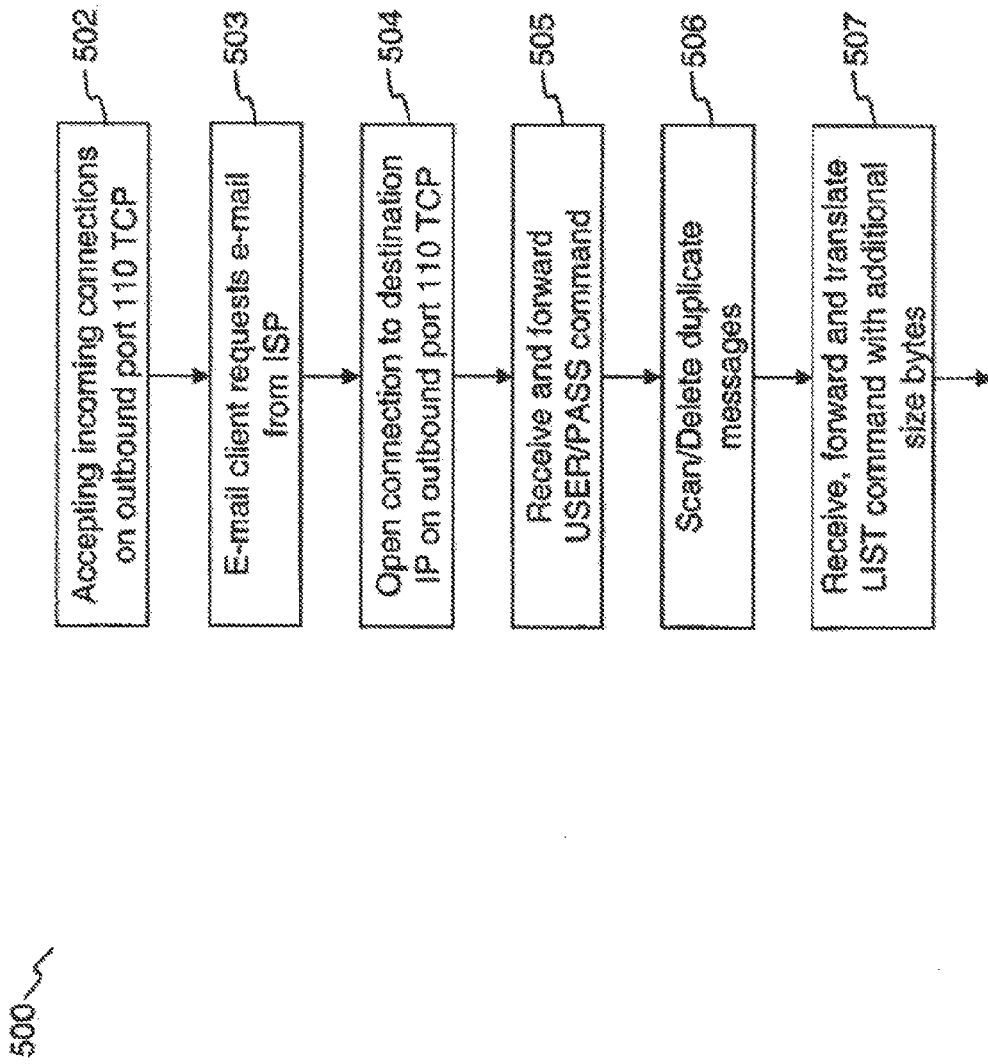 500
Accepting incoming connections
on outbound port 110 TCP
502
E-mail client requests e-mail
from ISP
503
Open connection to destination
IP on outbound port 110 TCP
504
Receive and forward
USER/PASS command
505
Scan/Delete duplicate
messages
506
Receive, forward and translate
LIST command with additional
size bytes
507